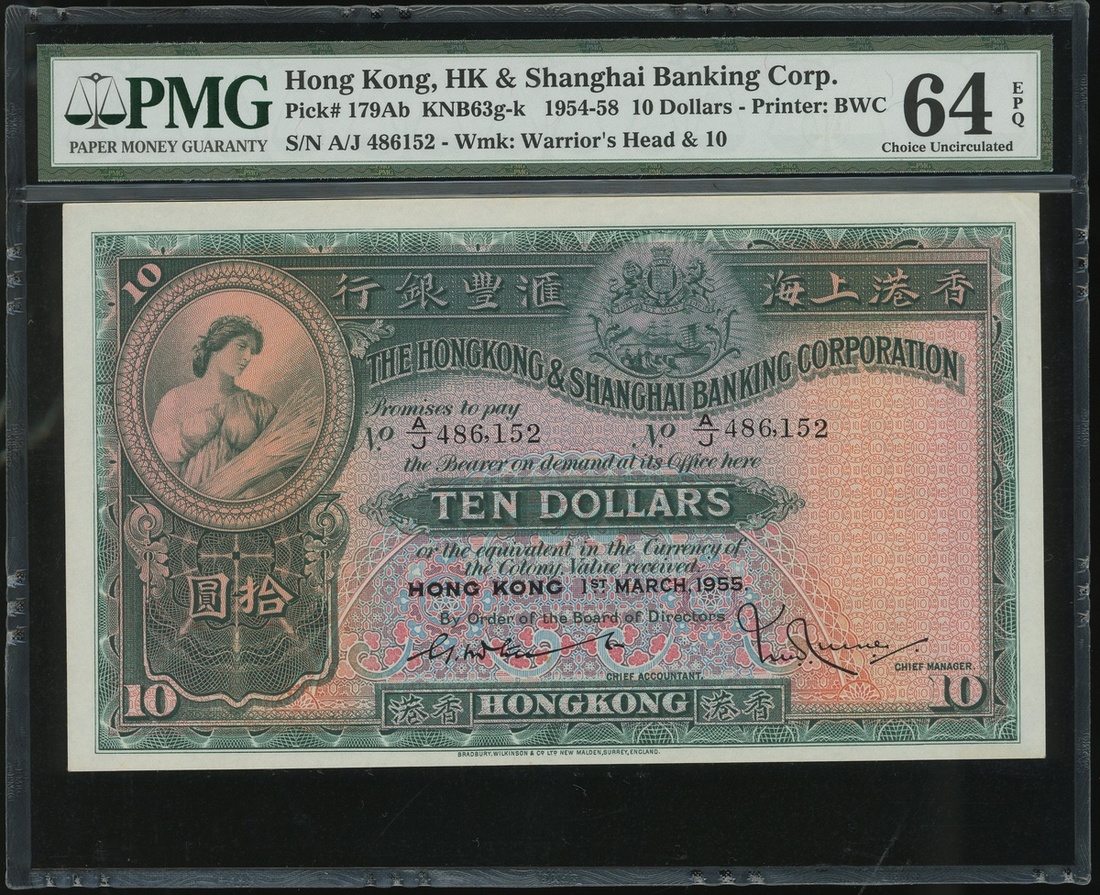 PMG
PAPER MONEY GUARANTY
Hong Kong, HK & Shanghai Banking Corp.
Pick# 179Ab KNB63g-k 1954-58 10 Dollars - Printer: BWC
S/N A/J 486152 - Wmk: Warrior's Head & 10
64
EPQ
Choice Uncirculated
10
行銀豐滙 海上港香
THE HONGKONG & SHANGHAI BANKING CORPORATION
Promises to pay
No. A/J 486,152 No. A/J 486,152
the Bearer on demand at its Office here
TEN DOLLARS
or the equivalent in the Currency of
the Colony, Value received.
HONG KONG 1ST MARCH, 1955
By Order of the Board of Directors
圓拾
CHIEF ACCOUNTANT.
CHIEF MANAGER.
10 港香 HONGKONG 港香 10
BRADBURY, WILKINSON & CO LTD NEW MALDEN, SURREY, ENGLAND.